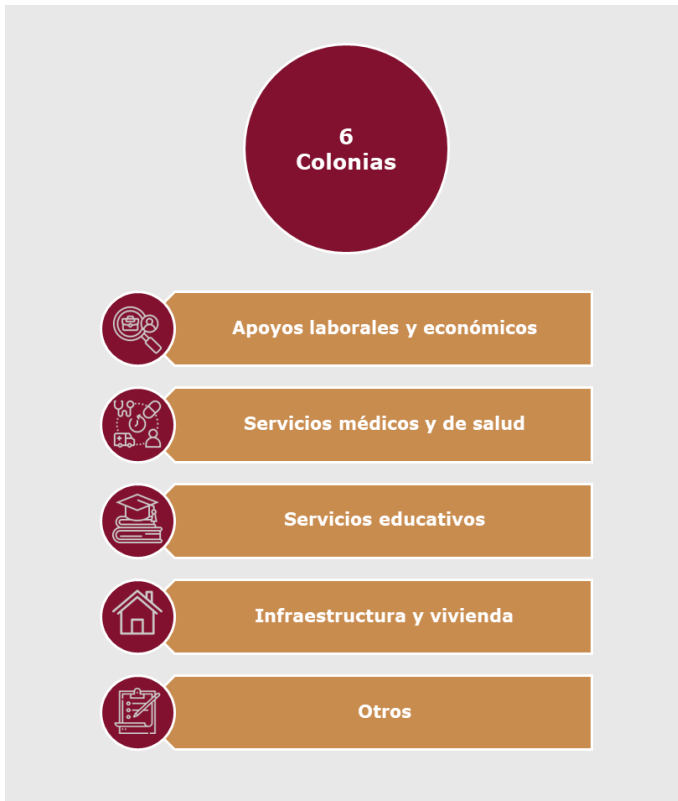 6
Colonias
Apoyos laborales y económicos
Servicios médicos y de salud
Servicios educativos
Infraestructura y vivienda
Otros